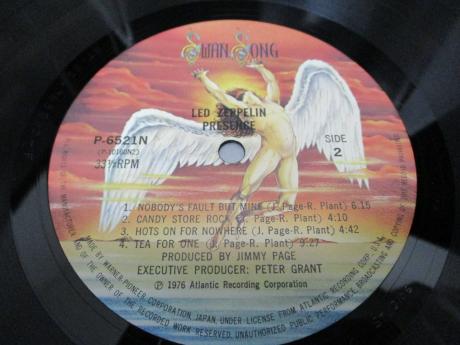 SWAN SONG
LED ZEPPELIN
PRESENCE
P-6521N
(P-10160N2)
33⅓RPM
SIDE
2
1. NOBODY'S FAULT BUT MINE (J. Page-R. Plant) 6:15
2. CANDY STORE ROCK (J. Page-R. Plant) 4:10
3. HOTS ON FOR NOWHERE (J. Page-R. Plant) 4:42
4. TEA FOR ONE (J. Page-R. Plant) 9:27
PRODUCED BY JIMMY PAGE
EXECUTIVE PRODUCER: PETER GRANT
℗ 1976 Atlantic Recording Corporation
MADE BY WARNER-PIONEER CORPORATION, JAPAN, UNDER LICENSE FROM ATLANTIC RECORDING CORP.
OF THE RECORDED WORK RESERVED. UNAUTHORIZED PUBLIC PERFORMANCE, BROADCASTING AND COPYING OF